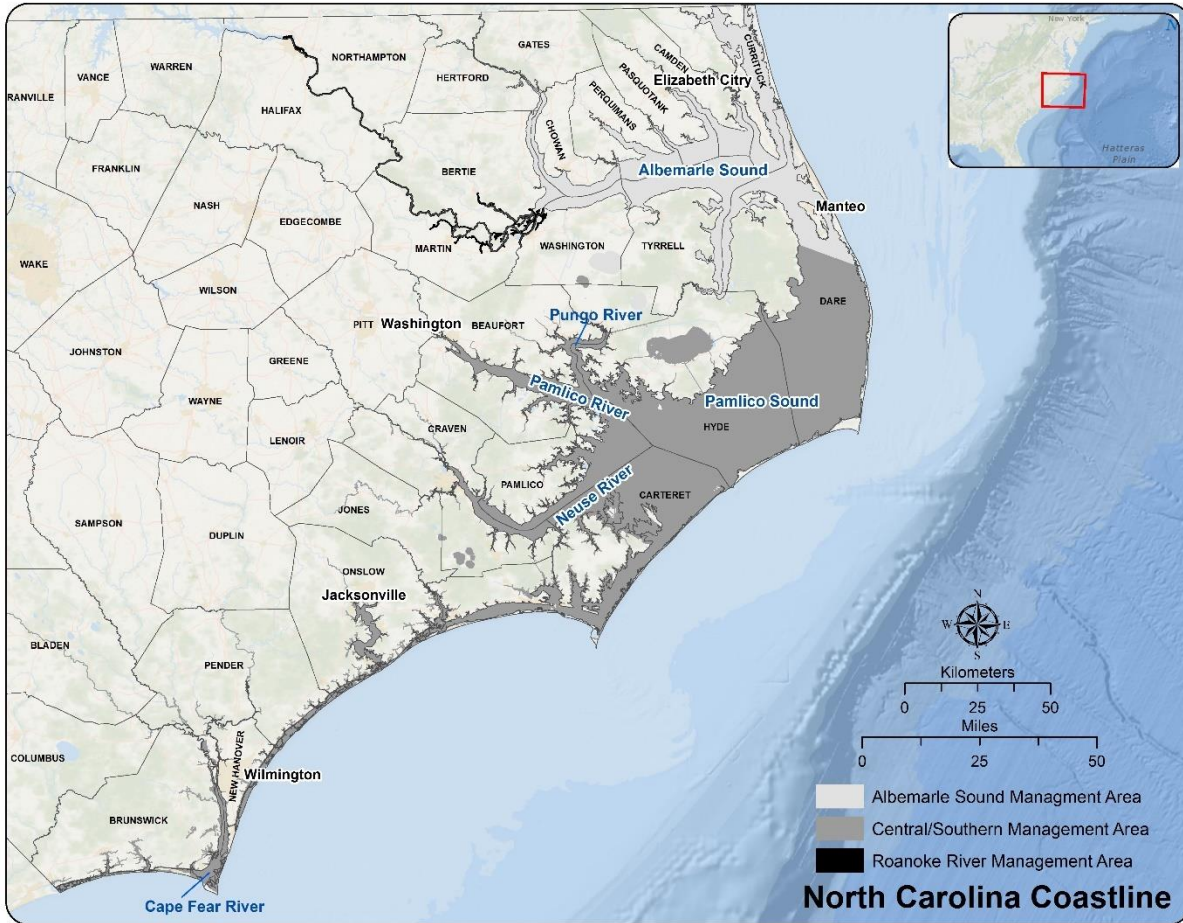 New York
N
Hatteras
Plain
GATES
NORTHAMPTON
HERTFORD
CAMDEN
CURRITUCK
WARREN
VANCE
RANVILLE
PASQUOTANK
Elizabeth Citry
PERQUIMANS
HALIFAX
CHOWAN
FRANKLIN
BERTIE
Albemarle Sound
NASH
EDGECOMBE
Manteo
MARTIN
WASHINGTON
TYRRELL
WAKE
WILSON
DARE
PITT
Washington
BEAUFORT
Pungo River
JOHNSTON
GREENE
Pamlico River
Pamlico Sound
WAYNE
CRAVEN
HYDE
LENOIR
PAMLICO
Neuse River
CARTERET
JONES
SAMPSON
DUPLIN
ONSLOW
Jacksonville
BLADEN
PENDER
N
W
E
S
Kilometers
0 25 50
Miles
0 25 50
COLUMBUS
NEW HANOVER
Wilmington
BRUNSWICK
Cape Fear River
Albemarle Sound Managment Area
Central/Southern Management Area
Roanoke River Management Area
North Carolina Coastline